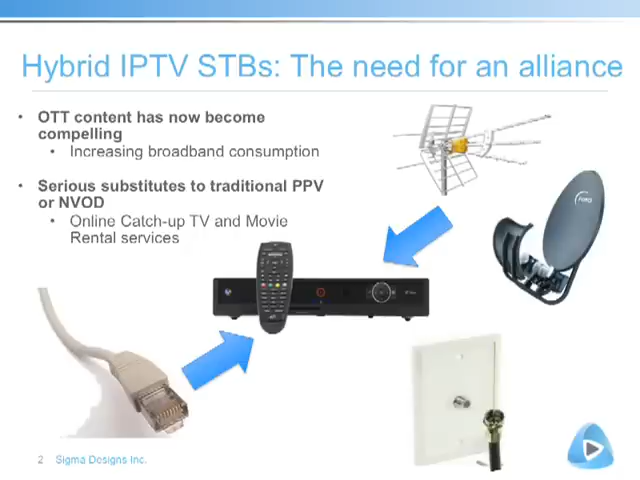 Hybrid IPTV STBs: The need for an alliance
• OTT content has now become
compelling
• Increasing broadband consumption
• Serious substitutes to traditional PPV
or NVOD
• Online Catch-up TV and Movie
Rental services
2 Sigma Designs Inc.